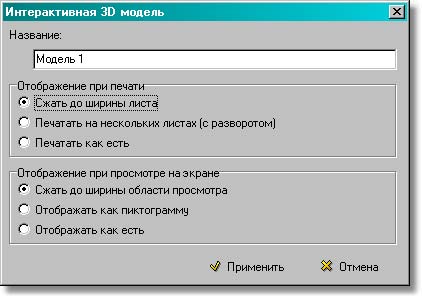 Интерактивная 3D модель
Название:
Модель 1
Отображение при печати
Сжать до ширины листа
Печатать на нескольких листах (с разворотом)
Печатать как есть
Отображение при просмотре на экране
Сжать до ширины области просмотра
Отображать как пиктограмму
Отображать как есть
Применить Отмена